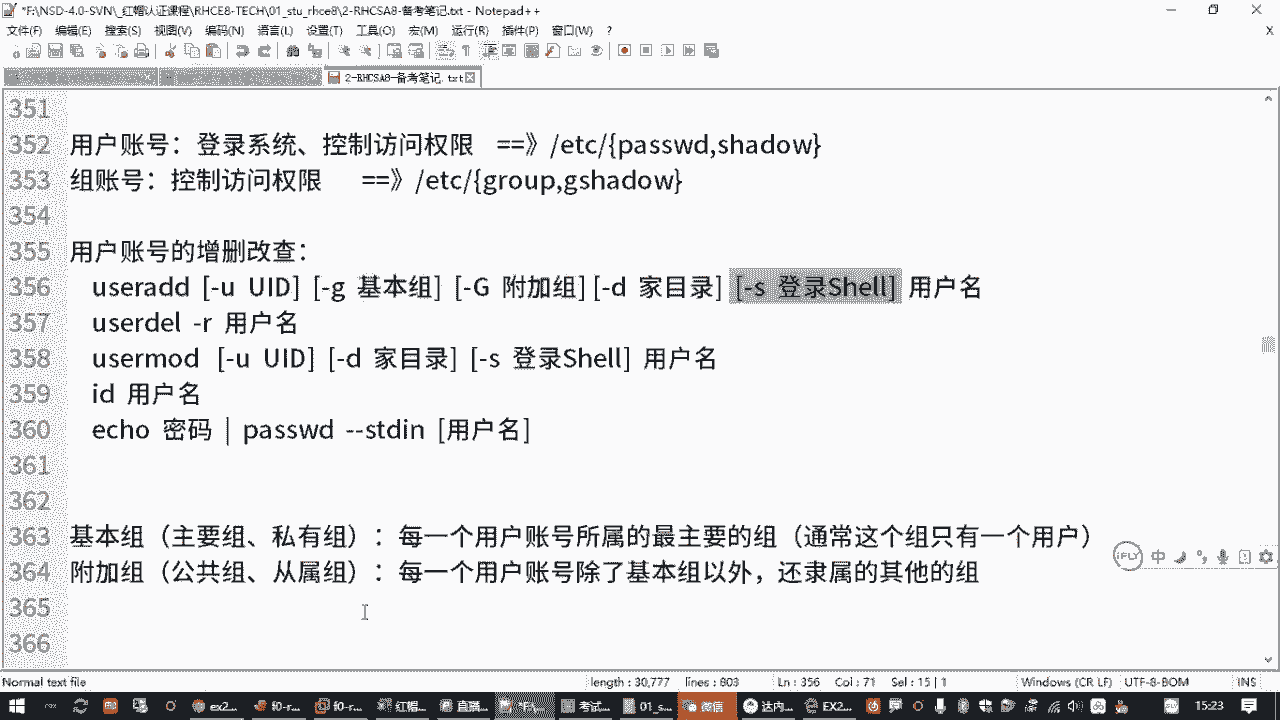 *F:\NSD-4.0-SVN\_红帽认证课程\RHCE8-TECH\01_stu_rhce8\2-RHCSA8-备考笔记.txt - Notepad++
文件(F) 编辑(E) 搜索(S) 视图(V) 编码(N) 语言(L) 设置(T) 工具(O) 宏(M) 运行(R) 插件(P) 窗口(W) ? X
2-RHCSA8-备考笔记.txt
351
352 用户账号：登录系统、控制访问权限 ==》/etc/{passwd,shadow}
353 组账号：控制访问权限 ==》/etc/{group,gshadow}
354
355 用户账号的增删改查：
356 useradd [-u UID] [-g 基本组] [-G 附加组] [-d 家目录] [-s 登录Shell] 用户名
357 userdel -r 用户名
358 usermod [-u UID] [-d 家目录] [-s 登录Shell] 用户名
359 id 用户名
360 echo 密码 | passwd --stdin [用户名]
361
362
363 基本组（主要组、私有组）：每一个用户账号所属的最主要的组（通常这个组只有一个用户）
364 附加组（公共组、从属组）：每一个用户账号除了基本组以外，还隶属的其他的组
365
366
iFLY 中
Normal text file length : 30,777 lines : 803 Ln : 356 Col : 71 Sel : 15 | 1 Windows (CR LF) UTF-8-BOM INS
ex2... f0-r... f0-r... 红帽... 直播... 考试... 01_s... 微信 达内... EX2... 15:23